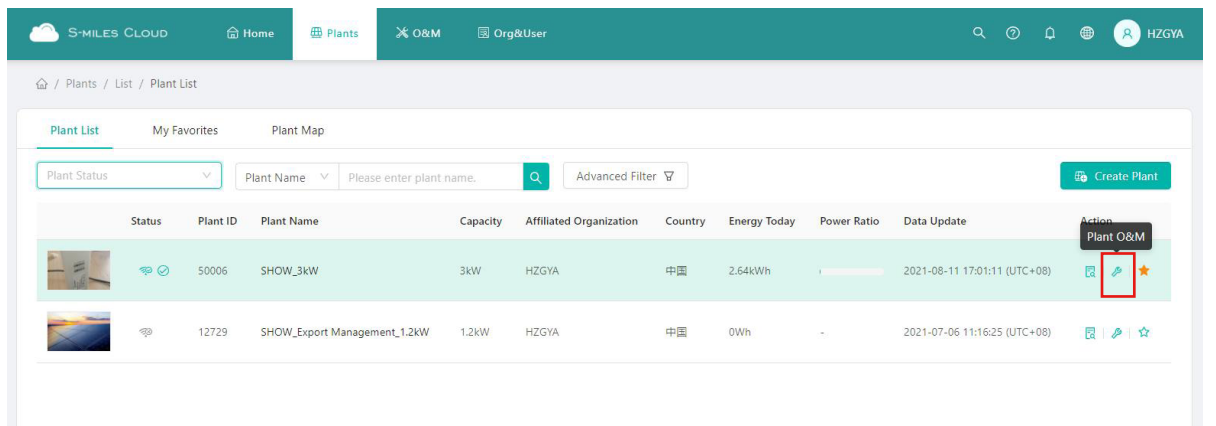 S-MILES CLOUD Home Plants O&M Org&User HZGYA
/ Plants / List / Plant List
Plant List My Favorites Plant Map
Plant Status Plant Name Please enter plant name. Advanced Filter Create Plant
Status Plant ID Plant Name Capacity Affiliated Organization Country Energy Today Power Ratio Data Update Action
Plant O&M
50006 SHOW_3kW 3kW HZGYA 中国 2.64kWh 2021-08-11 17:01:11 (UTC+08)
12729 SHOW_Export Management_1.2kW 1.2kW HZGYA 中国 0Wh - 2021-07-06 11:16:25 (UTC+08)